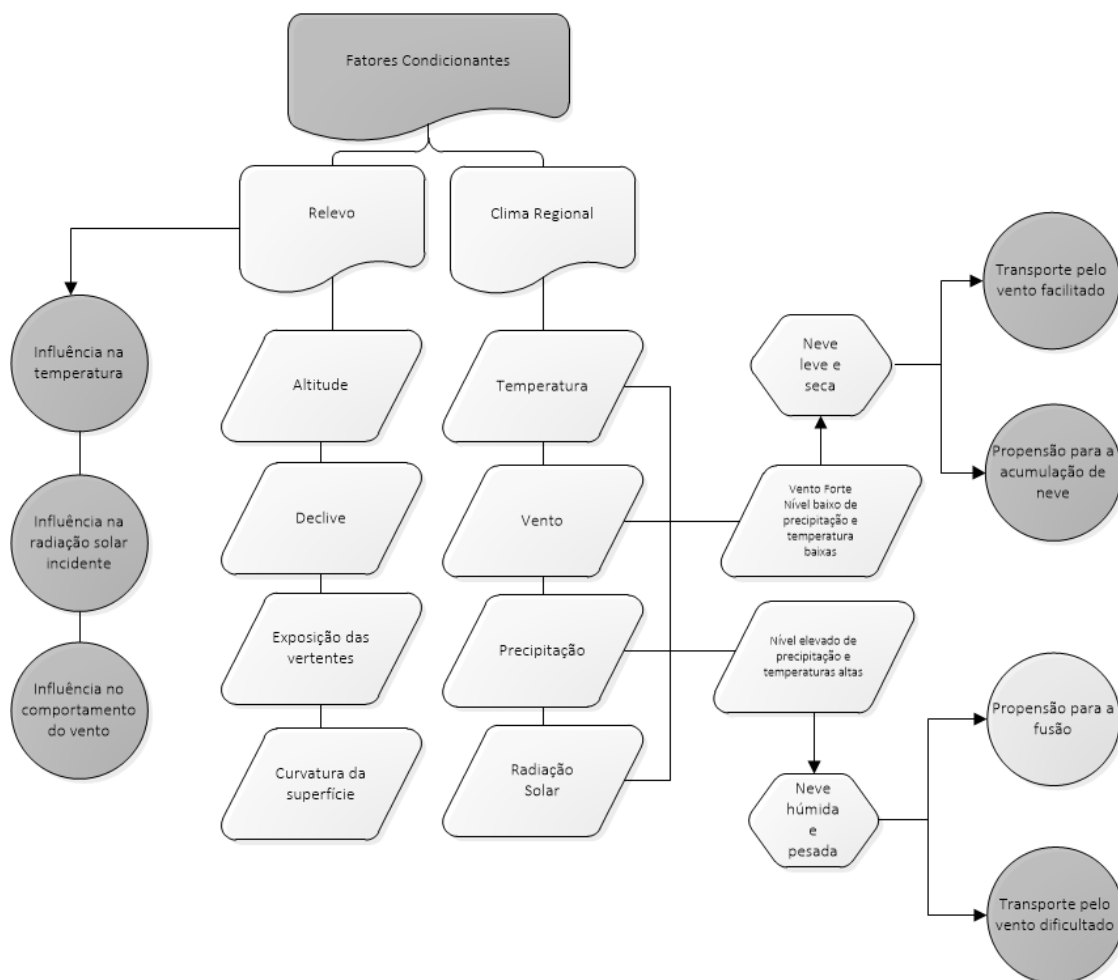 Fatores Condicionantes
Relevo
Clima Regional
Influência na
temperatura
Influência na
radiação solar
incidente
Influência no
comportamento
do vento
Altitude
Declive
Exposição das
vertentes
Curvatura da
superfície
Temperatura
Vento
Precipitação
Radiação
Solar
Neve
leve e
seca
Vento Forte
Nível baixo de
precipitação e
temperatura
baixas
Nível elevado de
precipitação e
temperaturas altas
Neve
húmida
e
pesada
Transporte pelo
vento facilitado
Propensão para a
acumulação de
neve
Propensão para a
fusão
Transporte pelo
vento dificultado